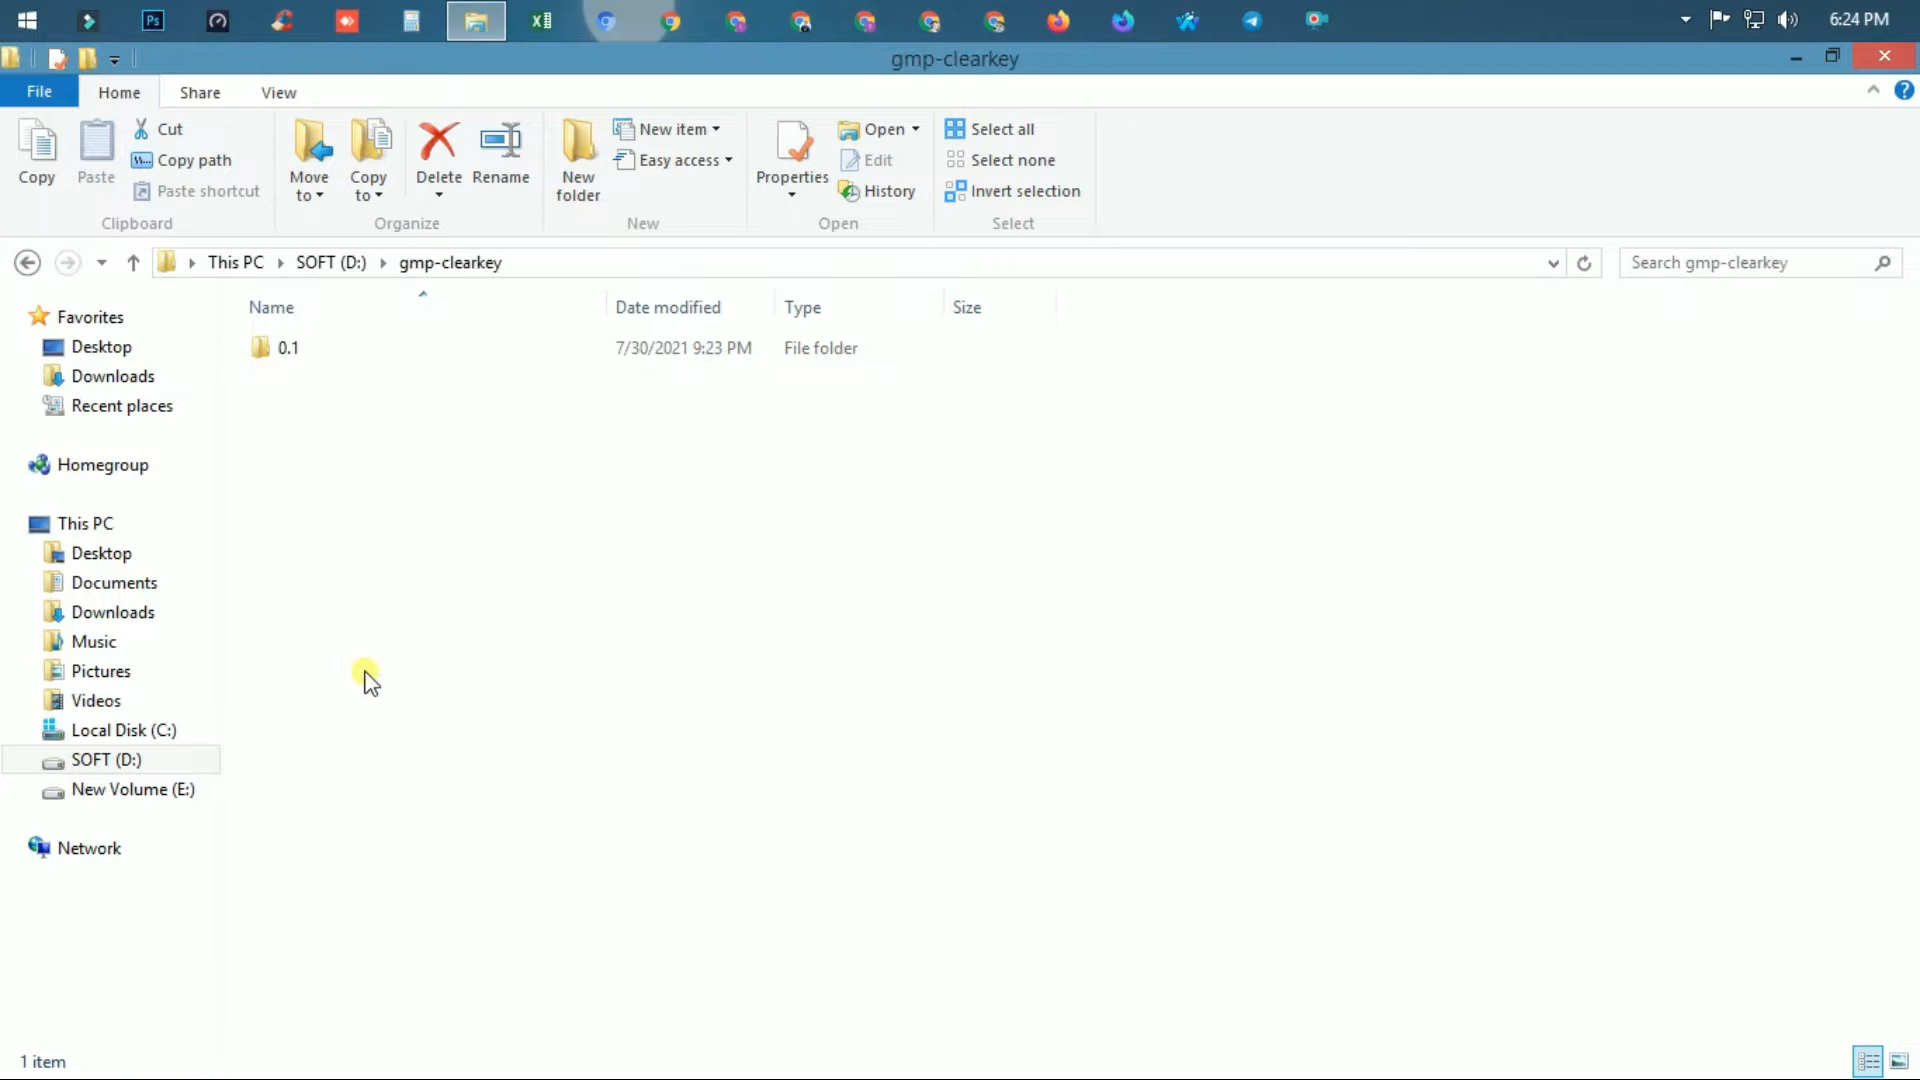 Ps
6:24 PM
gmp-clearkey
File
Home
Share
View
Copy
Paste
Cut
Copy path
Paste shortcut
Clipboard
Move to
Copy to
Delete
Rename
Organize
New folder
New item
Easy access
New
Properties
Open
Edit
History
Open
Select all
Select none
Invert selection
Select
This PC
SOFT (D:)
gmp-clearkey
Search gmp-clearkey
Name
Date modified
Type
Size
0.1
7/30/2021 9:23 PM
File folder
Favorites
Desktop
Downloads
Recent places
Homegroup
This PC
Desktop
Documents
Downloads
Music
Pictures
Videos
Local Disk (C:)
SOFT (D:)
New Volume (E:)
Network
1 item